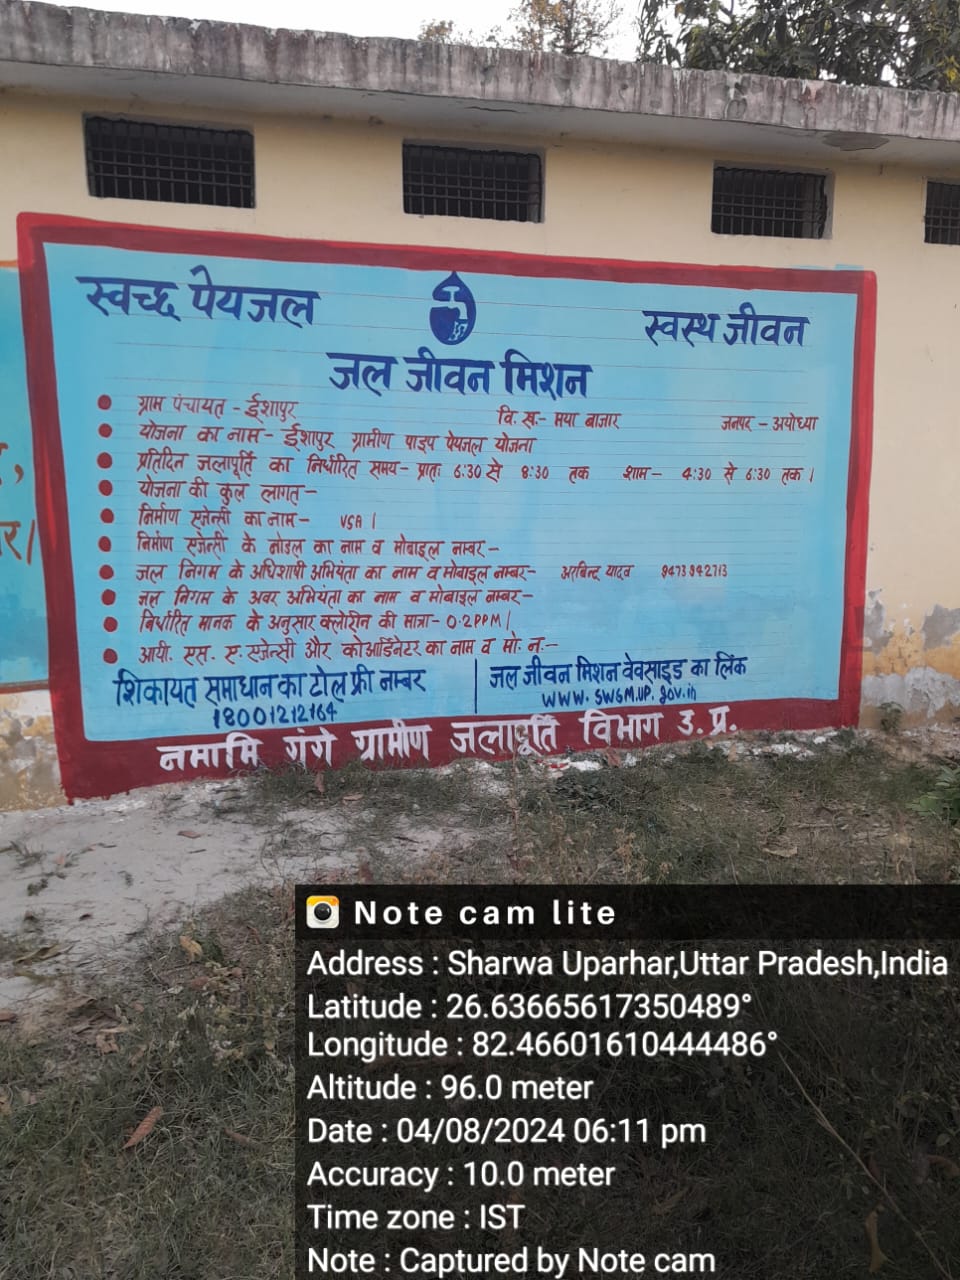 स्वच्छ पेयजल स्वस्थ जीवन
जल जीवन मिशन
ग्राम पंचायत - ईशापुर वि. ख.- मया बाजार जनपद - अयोध्या
योजना का नाम- ईशापुर ग्रामीण पाइप पेयजल योजना
प्रतिदिन जलापूर्ति का निर्धारित समय- प्रातः 6:30 से 8:30 तक शाम- 4:30 से 6:30 तक।
योजना की कुल लागत-
निर्माण एजेन्सी का नाम- VSA।
निर्माण एजेन्सी के नोडल का नाम व मोबाइल नम्बर-
जल निगम के अधिशाषी अभियंता का नाम व मोबाइल नम्बर- अरबिन्द यादव 9473942713
जल निगम के अवर अभियंता का नाम व मोबाइल नम्बर-
निर्धारित मानक के अनुसार क्लोरीन की मात्रा- 0.2PPM।
आयी. एस. ए. एजेन्सी और कोआर्डिनेटर का नाम व मो. न.-
शिकायत समाधान का टोल फ्री नम्बर
18001212164
जल जीवन मिशन वेवसाइड का लिंक
www.swsm.up.gov.in
नमामि गंगे ग्रामीण जलापूर्ति विभाग उ.प्र.
Note cam lite
Address : Sharwa Uparhar,Uttar Pradesh,India
Latitude : 26.63665617350489°
Longitude : 82.46601610444486°
Altitude : 96.0 meter
Date : 04/08/2024 06:11 pm
Accuracy : 10.0 meter
Time zone : IST
Note : Captured by Note cam